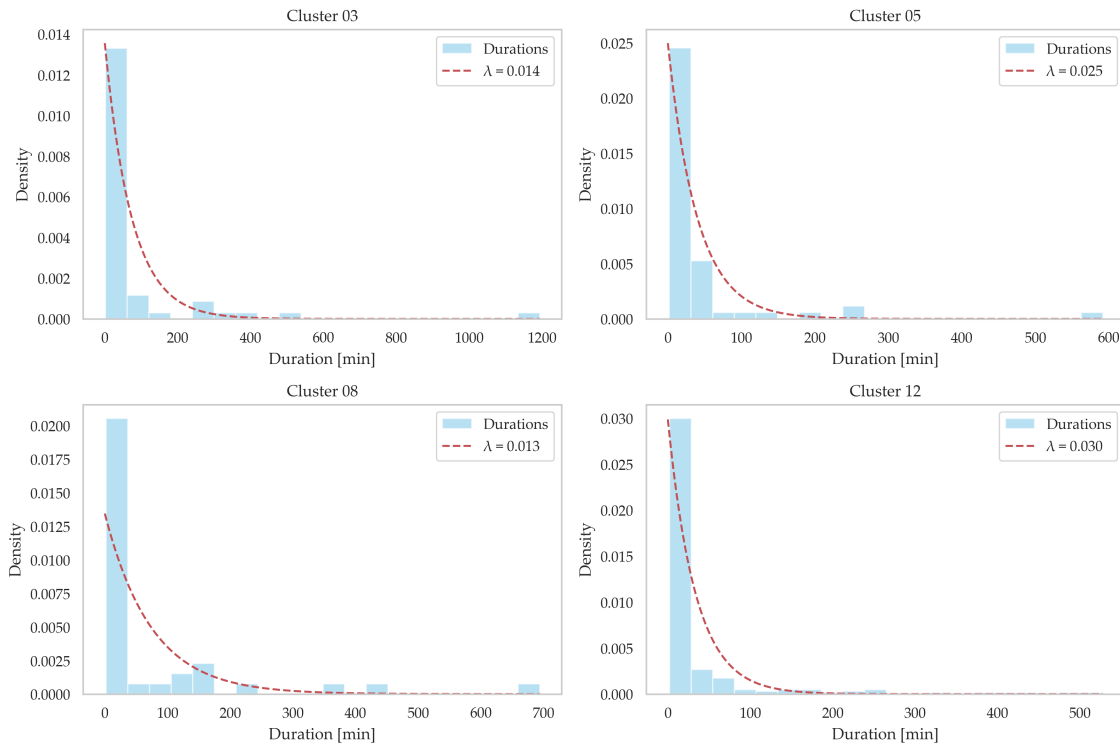 Cluster 03
Density
0.014
0.012
0.010
0.008
0.006
0.004
0.002
0.000
Durations
λ = 0.014
0 200 400 600 800 1000 1200
Duration [min]
Cluster 05
Density
0.025
0.020
0.015
0.010
0.005
0.000
Durations
λ = 0.025
0 100 200 300 400 500 600
Duration [min]
Cluster 08
Density
0.0200
0.0175
0.0150
0.0125
0.0100
0.0075
0.0050
0.0025
0.0000
Durations
λ = 0.013
0 100 200 300 400 500 600 700
Duration [min]
Cluster 12
Density
0.030
0.025
0.020
0.015
0.010
0.005
0.000
Durations
λ = 0.030
0 100 200 300 400 500
Duration [min]